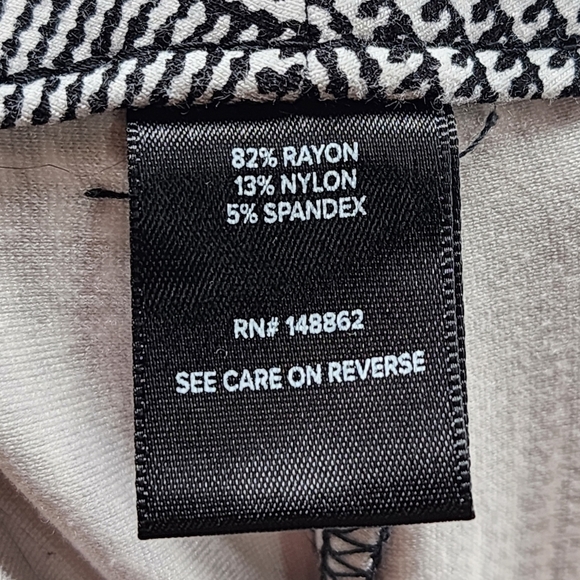 82% RAYON
13% NYLON
5% SPANDEX
RN# 148862
SEE CARE ON REVERSE